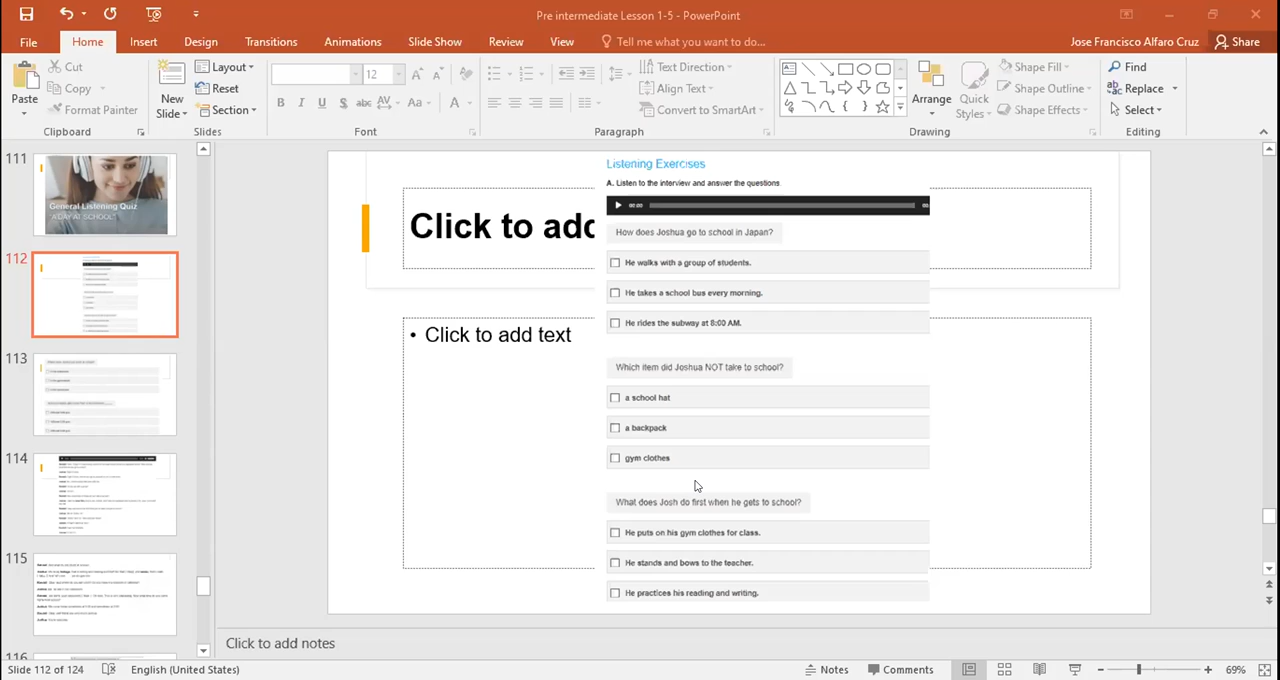 Pre intermediate Lesson 1-5 - PowerPoint
File Home Insert Design Transitions Animations Slide Show Review View Tell me what you want to do... Jose Francisco Alfaro Cruz Share
Paste
Cut
Copy
Format Painter
Clipboard
New Slide
Layout
Reset
Section
Slides
12
B I U S abc AV Aa A
Font
Text Direction
Align Text
Convert to SmartArt
Paragraph
Arrange
Quick Styles
Shape Fill
Shape Outline
Shape Effects
Drawing
Find
Replace
Select
Editing
111
General Listening Quiz
"A DAY AT SCHOOL"
112
113
114
115
116
Listening Exercises
A. Listen to the interview and answer the questions.
00:00 00:
Click to add
How does Joshua go to school in Japan?
He walks with a group of students.
He takes a school bus every morning.
He rides the subway at 8:00 AM.
• Click to add text
Which item did Joshua NOT take to school?
a school hat
a backpack
gym clothes
What does Josh do first when he gets to school?
He puts on his gym clothes for class.
He stands and bows to the teacher.
He practices his reading and writing.
Click to add notes
Slide 112 of 124 English (United States) Notes Comments 69%